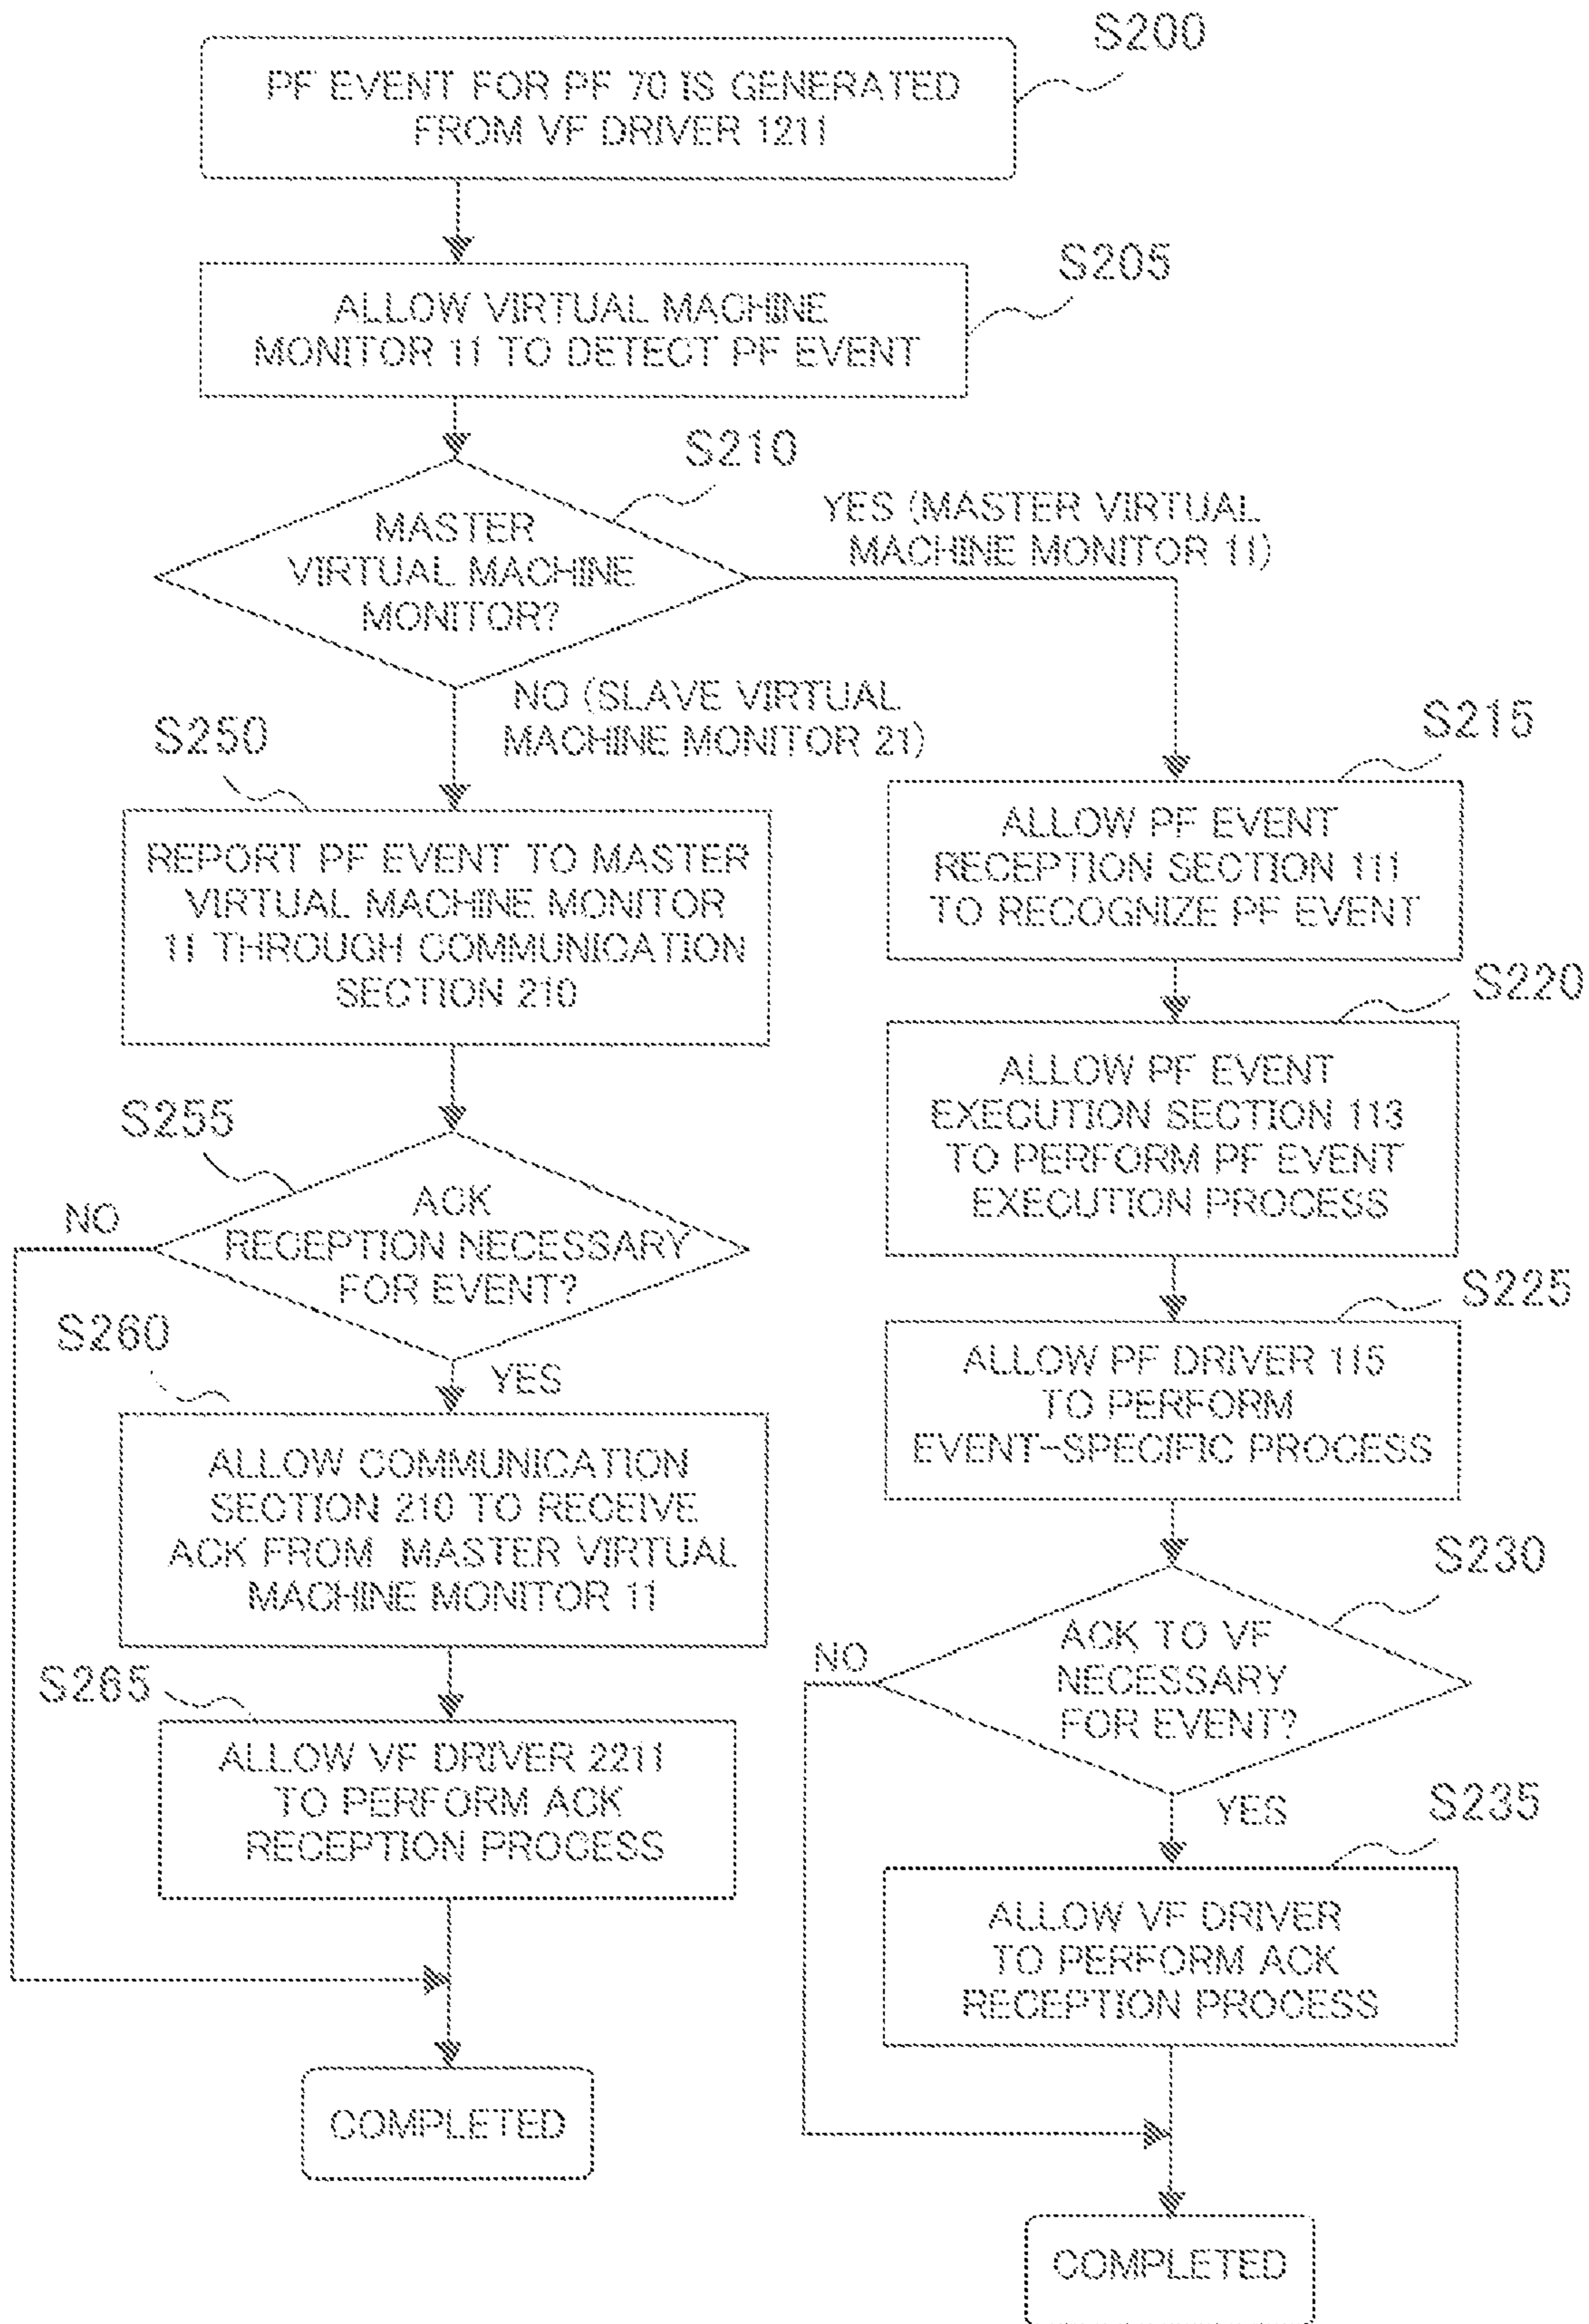 S200
PF EVENT FOR PF 70 IS GENERATED
FROM VF DRIVER 1211
S205
ALLOW VIRTUAL MACHINE
MONITOR 11 TO DETECT PF EVENT
S210
MASTER
VIRTUAL MACHINE
MONITOR?
YES (MASTER VIRTUAL
MACHINE MONITOR 11)
NO (SLAVE VIRTUAL
MACHINE MONITOR 21)
S250
REPORT PF EVENT TO MASTER
VIRTUAL MACHINE MONITOR
11 THROUGH COMMUNICATION
SECTION 210
S255
ACK
RECEPTION NECESSARY
FOR EVENT?
NO
YES
S260
ALLOW COMMUNICATION
SECTION 210 TO RECEIVE
ACK FROM MASTER VIRTUAL
MACHINE MONITOR 11
S265
ALLOW VF DRIVER 2211
TO PERFORM ACK
RECEPTION PROCESS
COMPLETED
S215
ALLOW PF EVENT
RECEPTION SECTION 111
TO RECOGNIZE PF EVENT
S220
ALLOW PF EVENT
EXECUTION SECTION 113
TO PERFORM PF EVENT
EXECUTION PROCESS
S225
ALLOW PF DRIVER 115
TO PERFORM
EVENT-SPECIFIC PROCESS
S230
ACK TO VF
NECESSARY
FOR EVENT?
NO
YES
S235
ALLOW VF DRIVER
TO PERFORM ACK
RECEPTION PROCESS
COMPLETED